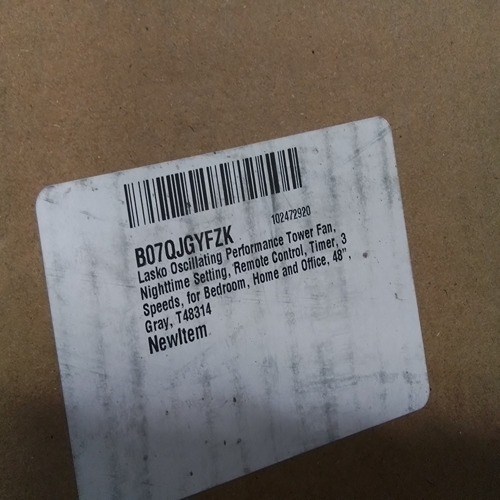 B07QJGYFZK
102472920
Lasko Oscillating Performance Tower Fan,
Nighttime Setting, Remote Control, Timer, 3
Speeds, for Bedroom, Home and Office, 48",
Gray, T48314
NewItem